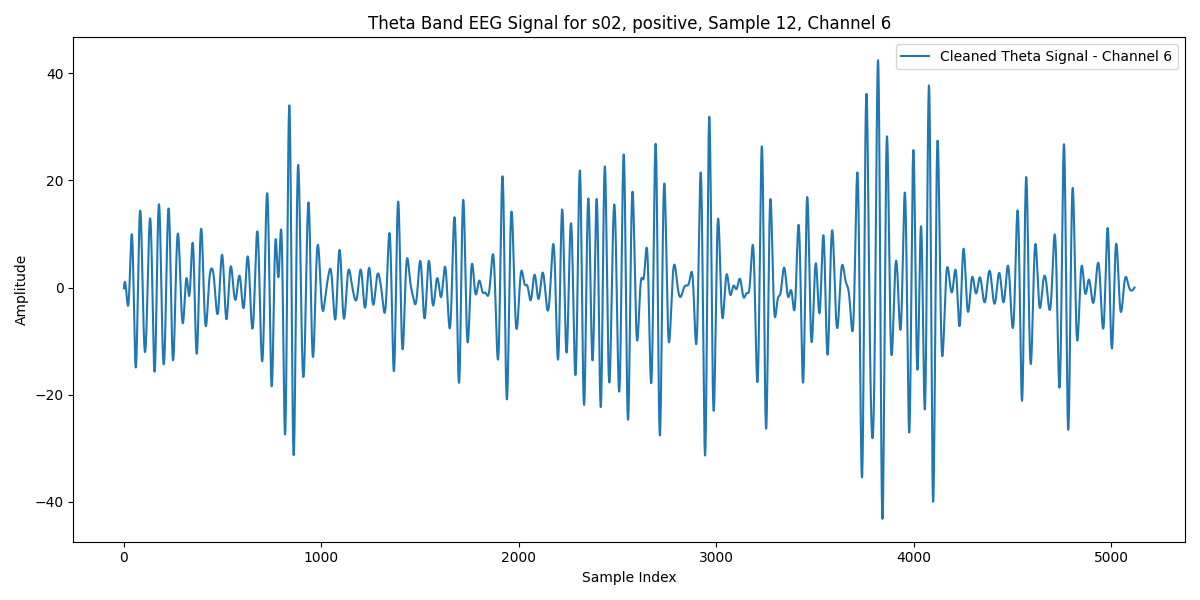 Theta Band EEG Signal for s02, positive, Sample 12, Channel 6
Cleaned Theta Signal - Channel 6
Amplitude
40
20
0
−20
−40
0 1000 2000 3000 4000 5000
Sample Index